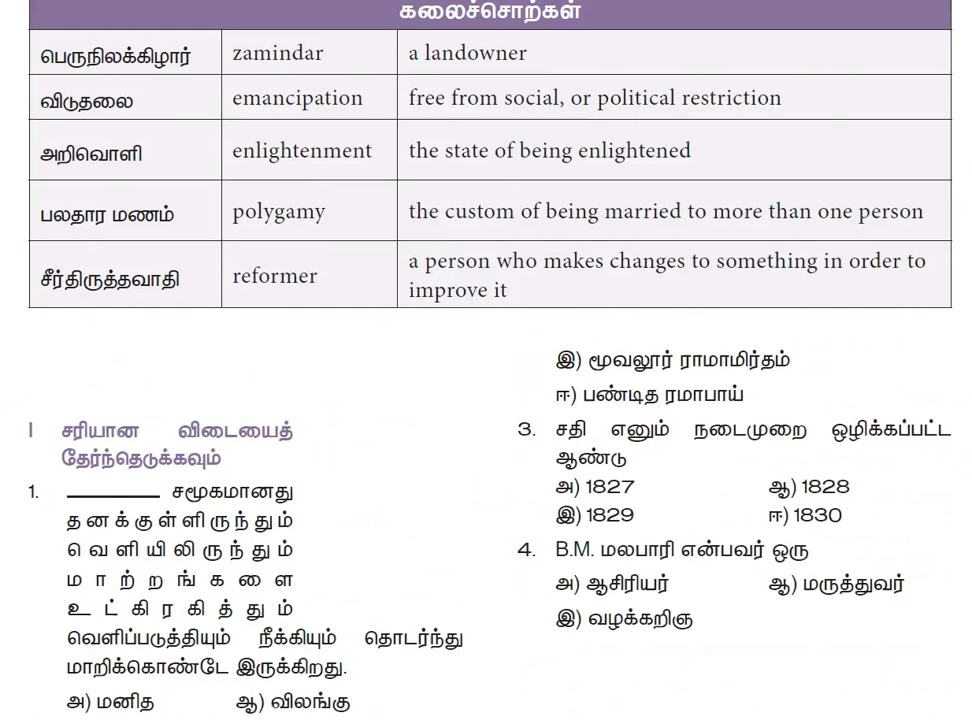 கலைச்சொற்கள்
பெருநிலக்கிழார் zamindar a landowner
விடுதலை emancipation free from social, or political restriction
அறிவொளி enlightenment the state of being enlightened
பலதார மணம் polygamy the custom of being married to more than one person
சீர்திருத்தவாதி reformer a person who makes changes to something in order to
improve it
I சரியான விடையைத்
தேர்ந்தெடுக்கவும்
1. ________ சமூகமானது
தனக்குள்ளிருந்தும்
வெளியிலிருந்தும்
மாற்றங்களை
உட்கிரகித்தும்
வெளிப்படுத்தியும் நீக்கியும் தொடர்ந்து
மாறிக்கொண்டே இருக்கிறது.
அ) மனித ஆ) விலங்கு
இ) மூவலூர் ராமாமிர்தம்
ஈ) பண்டித ரமாபாய்
3. சதி எனும் நடைமுறை ஒழிக்கப்பட்ட
ஆண்டு
அ) 1827 ஆ) 1828
இ) 1829 ஈ) 1830
4. B.M. மலபாரி என்பவர் ஒரு
அ) ஆசிரியர் ஆ) மருத்துவர்
இ) வழக்கறிஞ